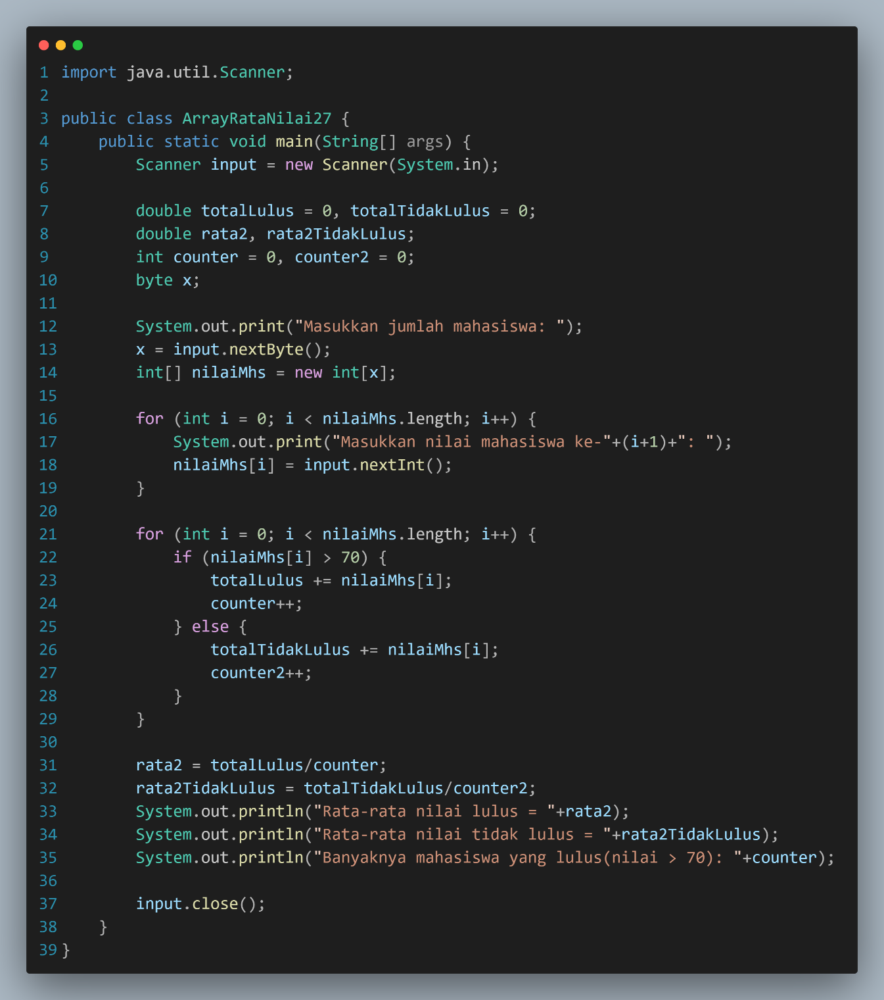 1 import java.util.Scanner;
2
3 public class ArrayRataNilai27 {
4     public static void main(String[] args) {
5         Scanner input = new Scanner(System.in);
6
7         double totalLulus = 0, totalTidakLulus = 0;
8         double rata2, rata2TidakLulus;
9         int counter = 0, counter2 = 0;
10         byte x;
11
12         System.out.print("Masukkan jumlah mahasiswa: ");
13         x = input.nextByte();
14         int[] nilaiMhs = new int[x];
15
16         for (int i = 0; i < nilaiMhs.length; i++) {
17             System.out.print("Masukkan nilai mahasiswa ke-"+(i+1)+": ");
18             nilaiMhs[i] = input.nextInt();
19         }
20
21         for (int i = 0; i < nilaiMhs.length; i++) {
22             if (nilaiMhs[i] > 70) {
23                 totalLulus += nilaiMhs[i];
24                 counter++;
25             } else {
26                 totalTidakLulus += nilaiMhs[i];
27                 counter2++;
28             }
29         }
30
31         rata2 = totalLulus/counter;
32         rata2TidakLulus = totalTidakLulus/counter2;
33         System.out.println("Rata-rata nilai lulus = "+rata2);
34         System.out.println("Rata-rata nilai tidak lulus = "+rata2TidakLulus);
35         System.out.println("Banyaknya mahasiswa yang lulus(nilai > 70): "+counter);
36
37         input.close();
38     }
39 }